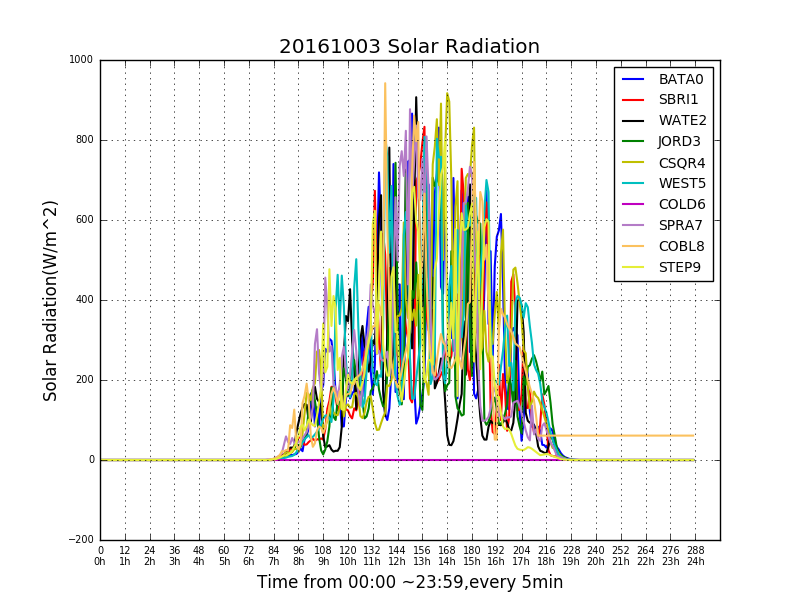 20161003 Solar Radiation
1000
800
600
400
200
0
−200
Solar Radiation(W/m^2)
BATA0
SBRI1
WATE2
JORD3
CSQR4
WEST5
COLD6
SPRA7
COBL8
STEP9
0 12 24 36 48 60 72 84 96 108 120 132 144 156 168 180 192 204 216 228 240 252 264 276 288
0h 1h 2h 3h 4h 5h 6h 7h 8h 9h 10h 11h 12h 13h 14h 15h 16h 17h 18h 19h 20h 21h 22h 23h 24h
Time from 00:00 ~23:59,every 5min